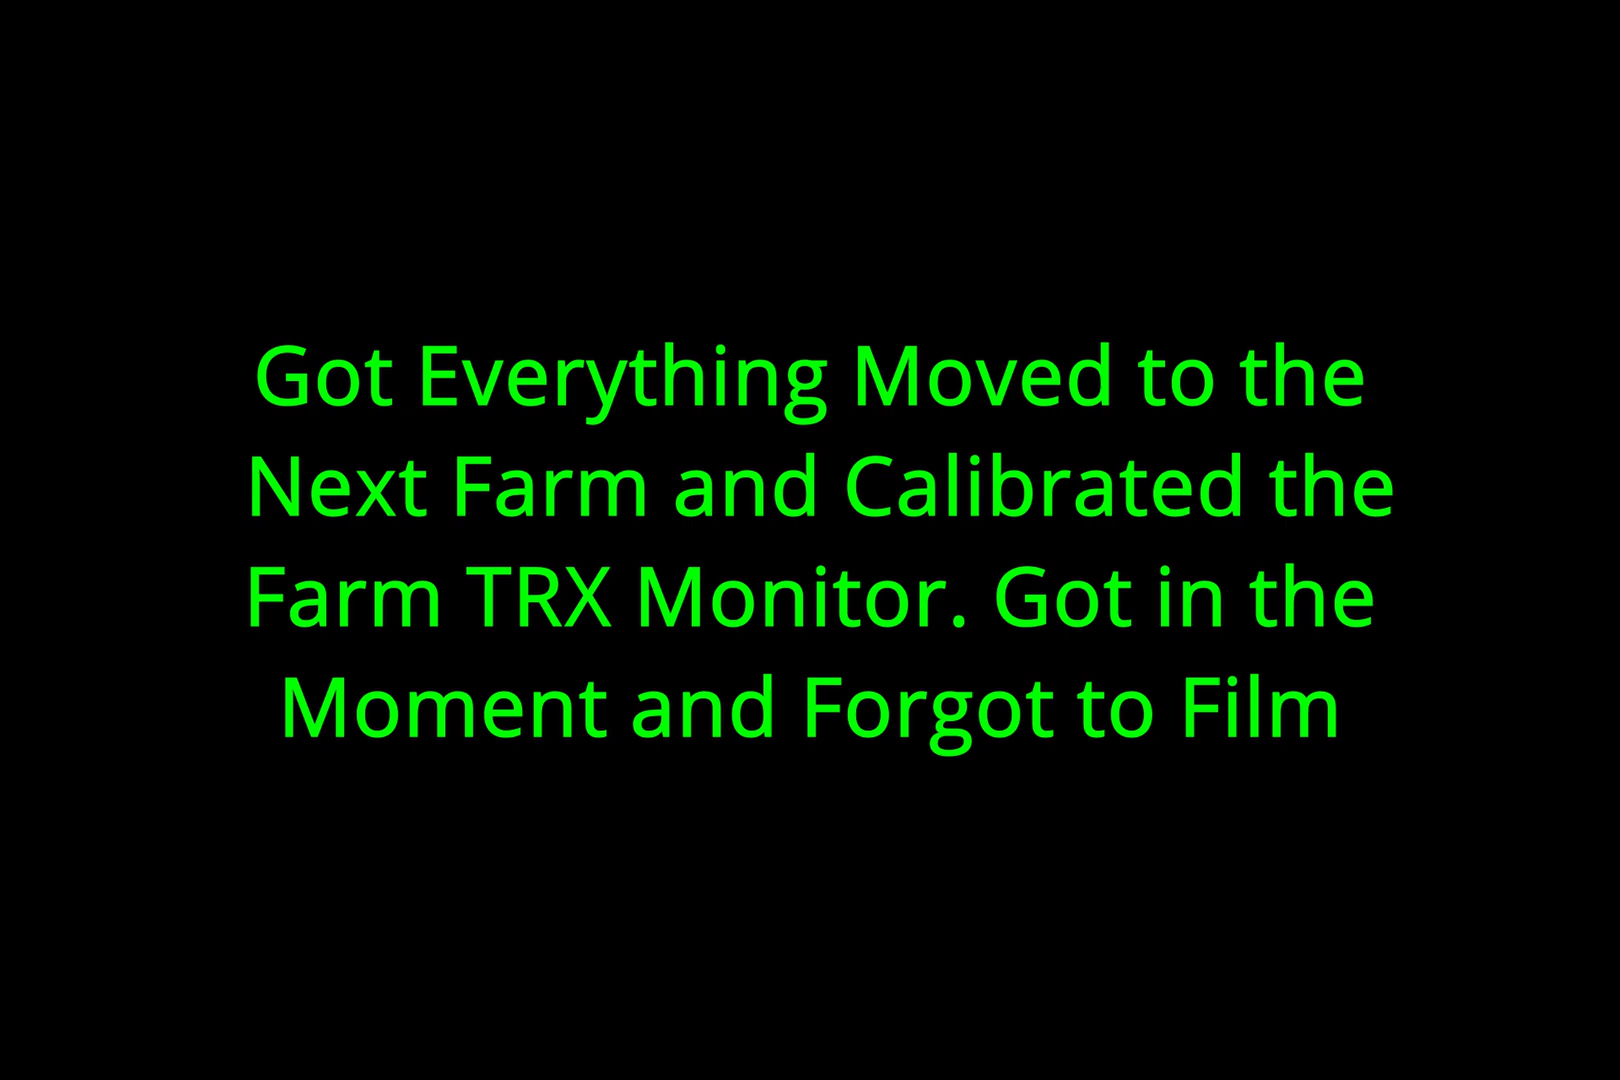 Got Everything Moved to the
Next Farm and Calibrated the
Farm TRX Monitor. Got in the
Moment and Forgot to Film